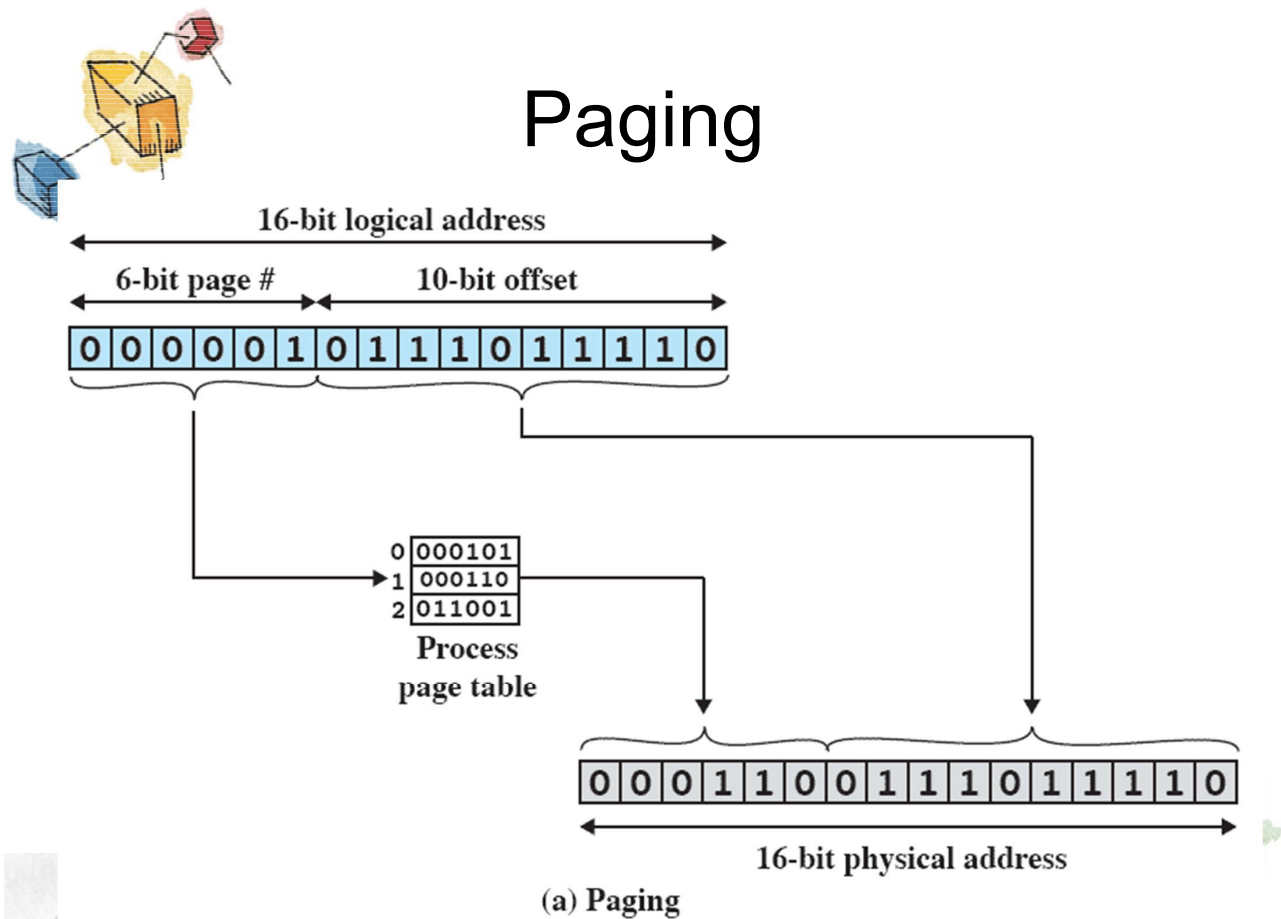 Paging
16-bit logical address
6-bit page # 10-bit offset
0 0 0 0 0 1 0 1 1 1 0 1 1 1 1 0
0 000101
1 000110
2 011001
Process
page table
0 0 0 1 1 0 0 1 1 1 0 1 1 1 1 0
16-bit physical address
(a) Paging